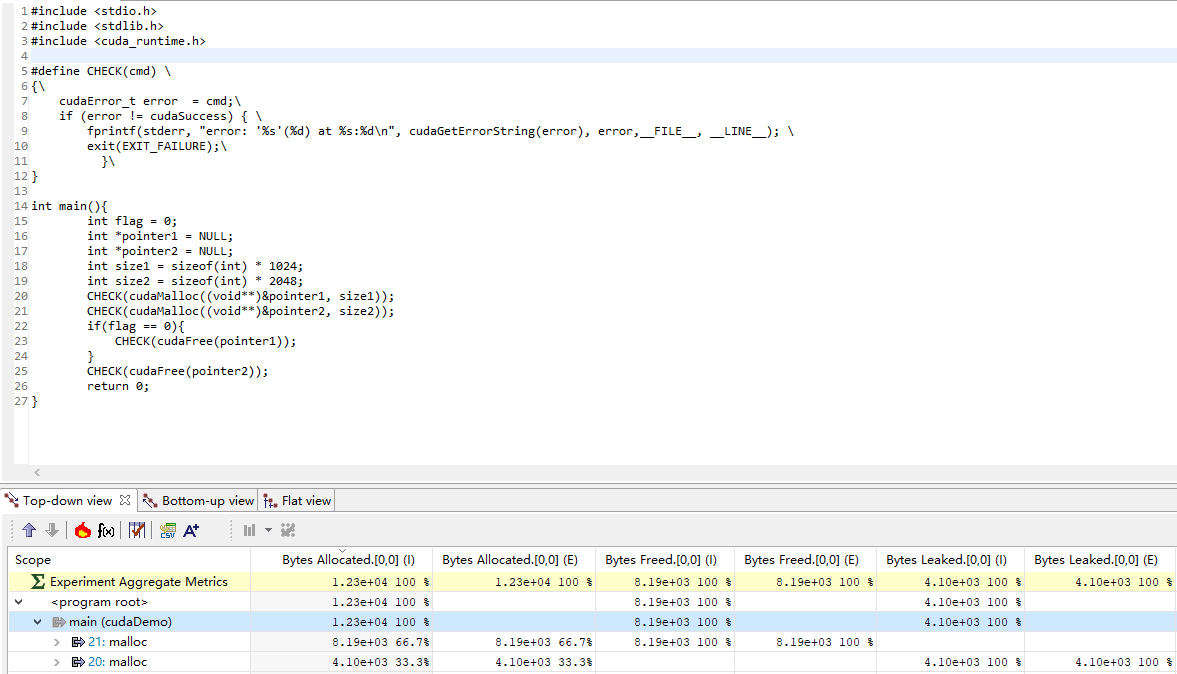 1 #include <stdio.h>
2 #include <stdlib.h>
3 #include <cuda_runtime.h>
4
5 #define CHECK(cmd) \
6 {\
7     cudaError_t error  = cmd;\
8     if (error != cudaSuccess) { \
9         fprintf(stderr, "error: '%s'(%d) at %s:%d\n", cudaGetErrorString(error), error,__FILE__, __LINE__); \
10         exit(EXIT_FAILURE);\
11           }\
12 }
13
14 int main(){
15         int flag = 0;
16         int *pointer1 = NULL;
17         int *pointer2 = NULL;
18         int size1 = sizeof(int) * 1024;
19         int size2 = sizeof(int) * 2048;
20         CHECK(cudaMalloc((void**)&pointer1, size1));
21         CHECK(cudaMalloc((void**)&pointer2, size2));
22         if(flag == 0){
23             CHECK(cudaFree(pointer1));
24         }
25         CHECK(cudaFree(pointer2));
26         return 0;
27 }
Top-down view Bottom-up view Flat view
f(x) CSV A+
Scope Bytes Allocated.[0,0] (I) Bytes Allocated.[0,0] (E) Bytes Freed.[0,0] (I) Bytes Freed.[0,0] (E) Bytes Leaked.[0,0] (I) Bytes Leaked.[0,0] (E)
Σ Experiment Aggregate Metrics 1.23e+04 100 % 1.23e+04 100 % 8.19e+03 100 % 8.19e+03 100 % 4.10e+03 100 % 4.10e+03 100 %
<program root> 1.23e+04 100 % 8.19e+03 100 % 4.10e+03 100 %
main (cudaDemo) 1.23e+04 100 % 8.19e+03 100 % 4.10e+03 100 %
21: malloc 8.19e+03 66.7% 8.19e+03 66.7% 8.19e+03 100 % 8.19e+03 100 %
20: malloc 4.10e+03 33.3% 4.10e+03 33.3% 4.10e+03 100 % 4.10e+03 100 %